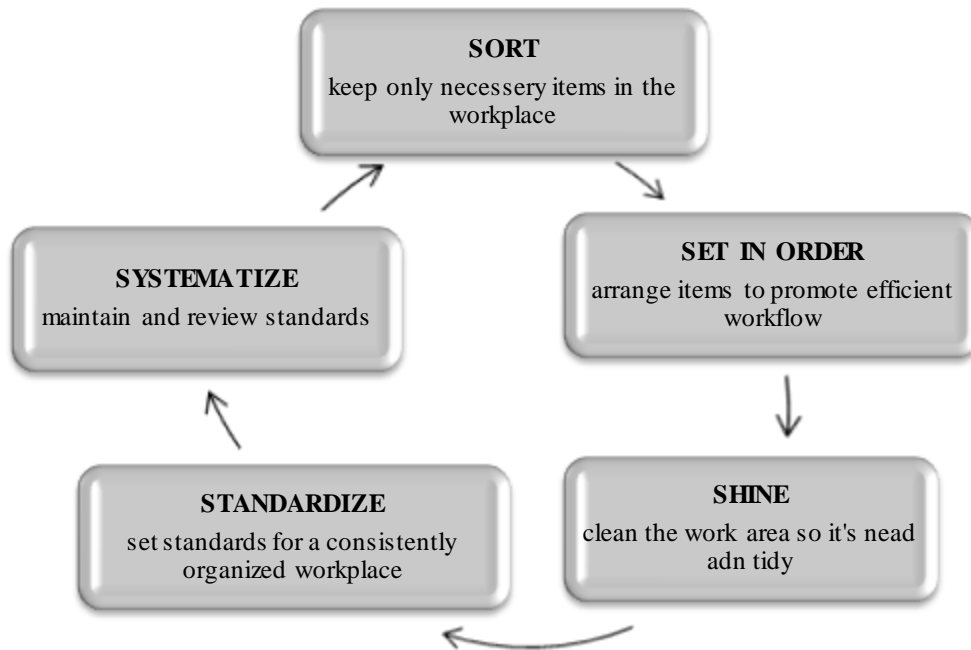 SORT
keep only necessery items in the
workplace
SET IN ORDER
arrange items to promote efficient
workflow
SHINE
clean the work area so it's nead
adn tidy
STANDARDIZE
set standards for a consistently
organized workplace
SYSTEMATIZE
maintain and review standards